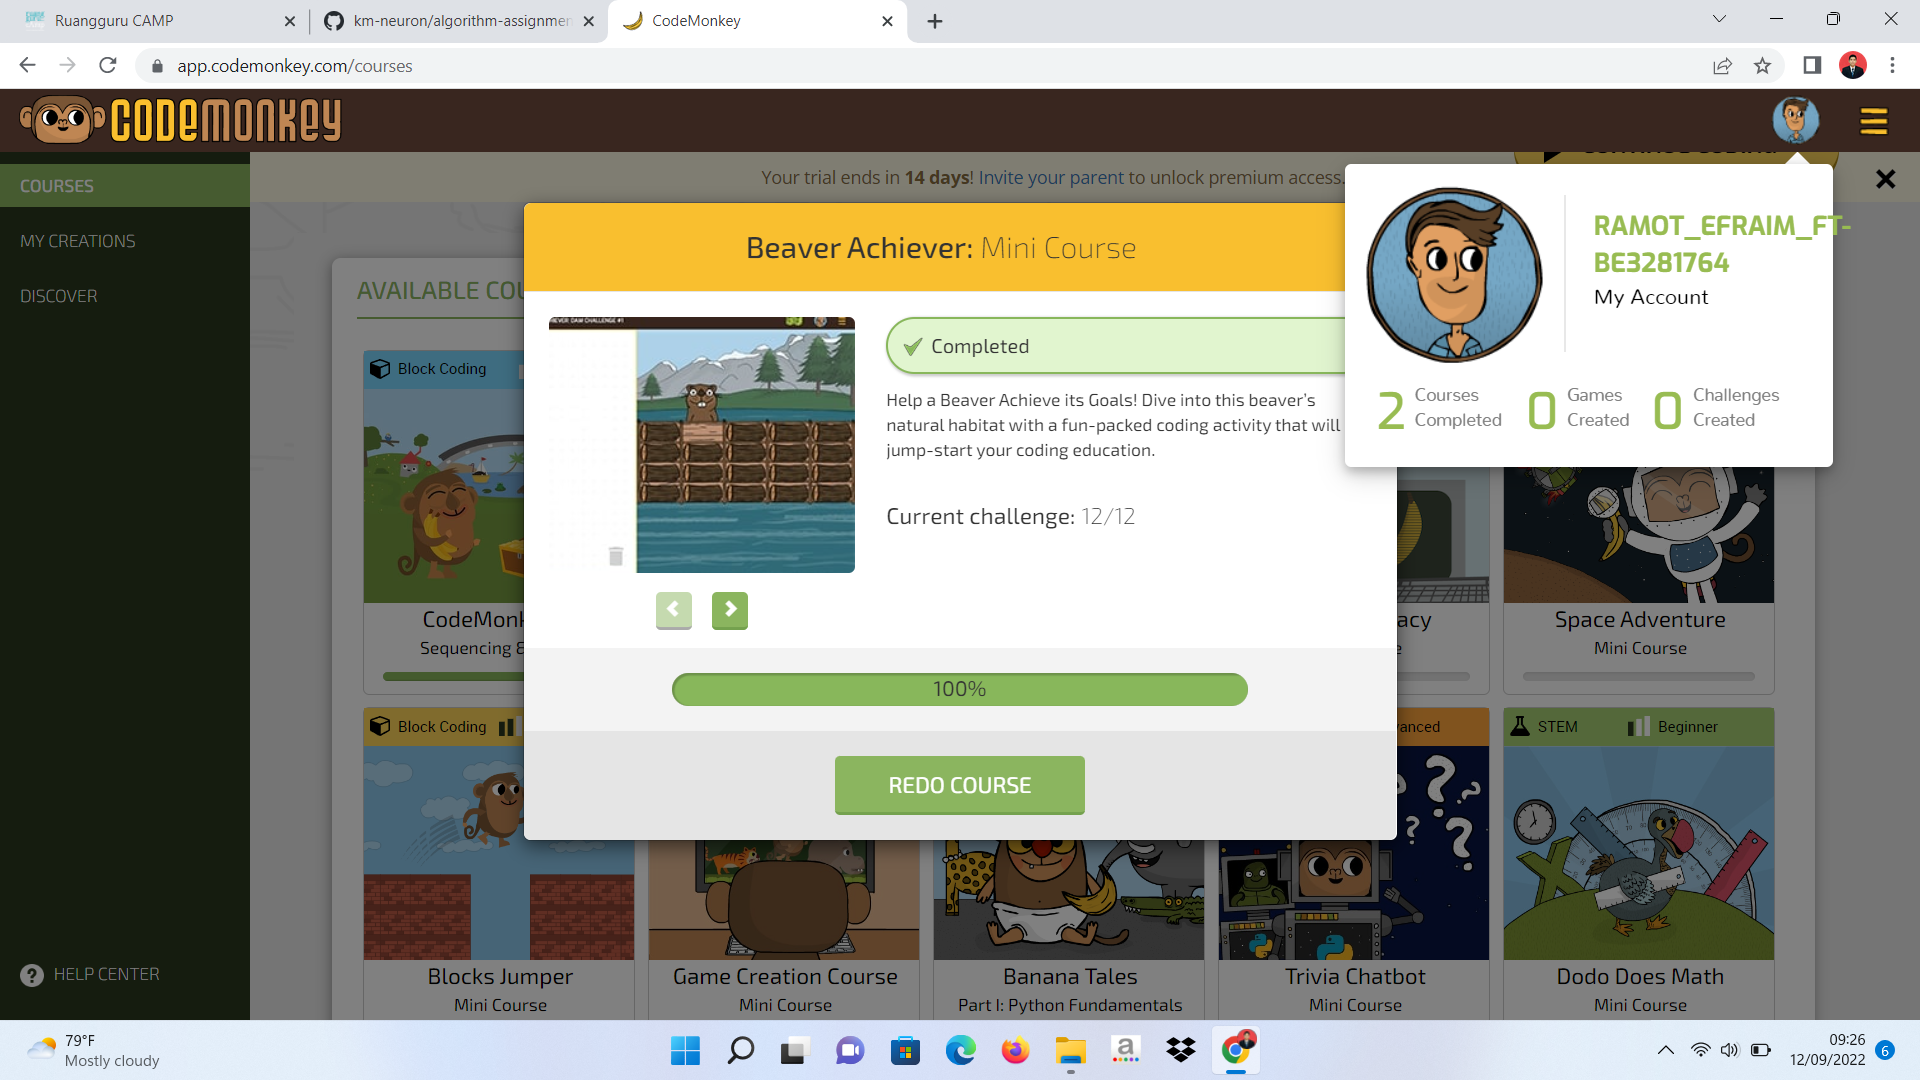 Ruangguru CAMP
km-neuron/algorithm-assignmen
CodeMonkey
app.codemonkey.com/courses
CODEMONKEY
COURSES
MY CREATIONS
DISCOVER
HELP CENTER
Your trial ends in 14 days! Invite your parent to unlock premium access.
AVAILABLE COU
Beaver Achiever: Mini Course
Completed
Help a Beaver Achieve its Goals! Dive into this beaver's
natural habitat with a fun-packed coding activity that will
jump-start your coding education.
Current challenge: 12/12
100%
REDO COURSE
RAMOT_EFRAIM_FT-
BE3281764
My Account
2 Courses Completed
0 Games Created
0 Challenges Created
Block Coding
CodeMonk
Sequencing &
acy
Space Adventure
Mini Course
Block Coding
anced
STEM
Beginner
Blocks Jumper
Mini Course
Game Creation Course
Mini Course
Banana Tales
Part I: Python Fundamentals
Trivia Chatbot
Mini Course
Dodo Does Math
Mini Course
79°F
Mostly cloudy
09:26
12/09/2022
6